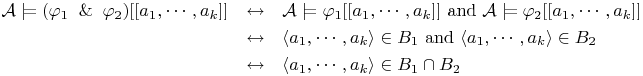 𝒜 ⊨ (φ₁ & φ₂)[[a₁, ⋯ , aₖ]] ↔ 𝒜 ⊨ φ₁[[a₁, ⋯ , aₖ]] and 𝒜 ⊨ φ₂[[a₁, ⋯ , aₖ]]
↔ ⟨a₁, ⋯ , aₖ⟩ ∈ B₁ and ⟨a₁, ⋯ , aₖ⟩ ∈ B₂
↔ ⟨a₁, ⋯ , aₖ⟩ ∈ B₁ ∩ B₂